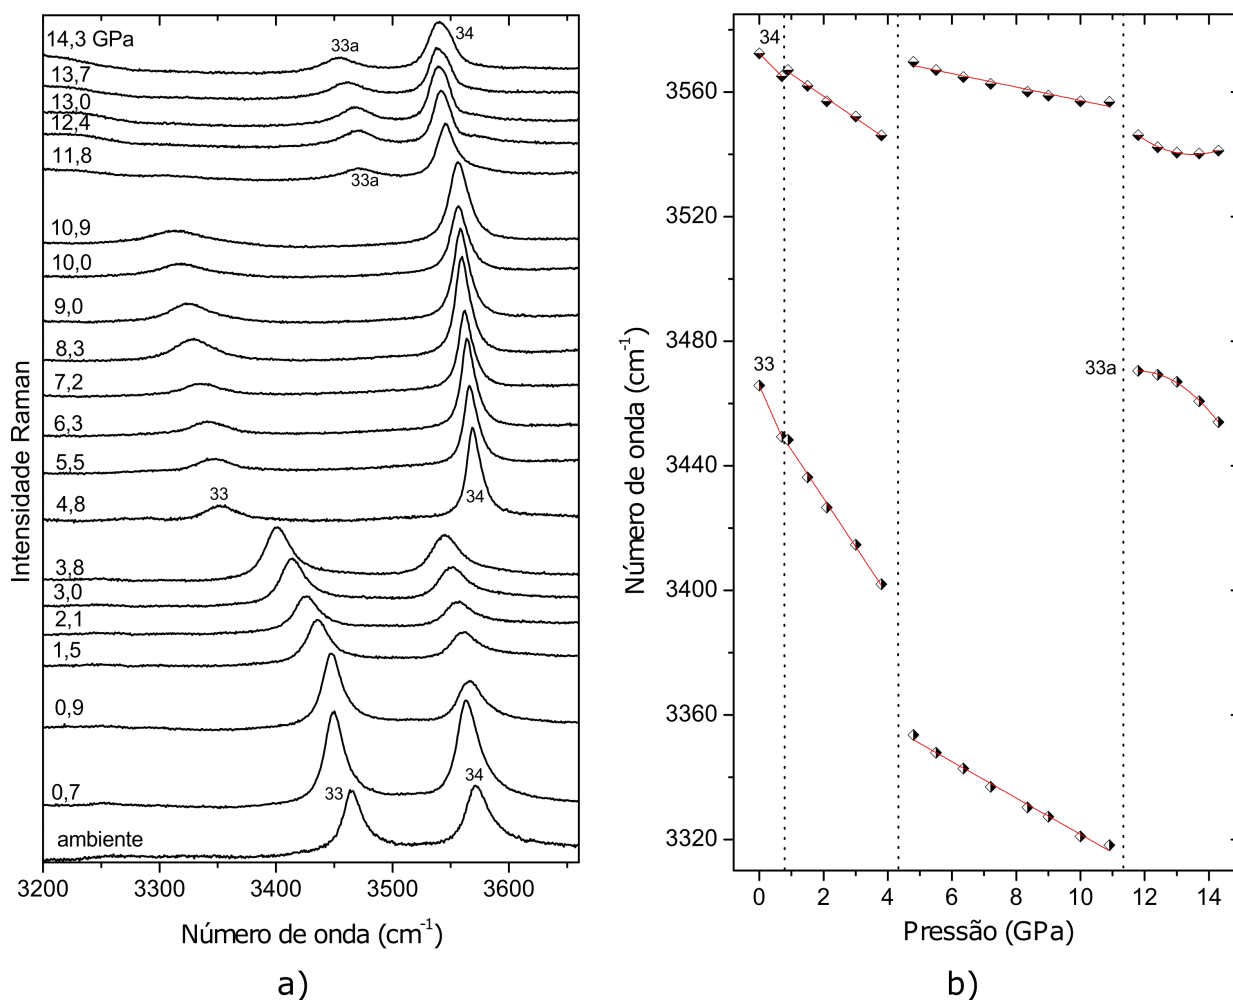 14,3 GPa
33a
34
13,7
13,0
12,4
11,8
33a
10,9
10,0
9,0
8,3
7,2
6,3
5,5
4,8
33
34
3,8
3,0
2,1
1,5
0,9
0,7
33
34
ambiente
Intensidade Raman
3200 3300 3400 3500 3600
Número de onda (cm-1)
a)
34
3560
3520
3480
33
33a
3440
3400
3360
3320
Número de onda (cm-1)
0 2 4 6 8 10 12 14
Pressão (GPa)
b)